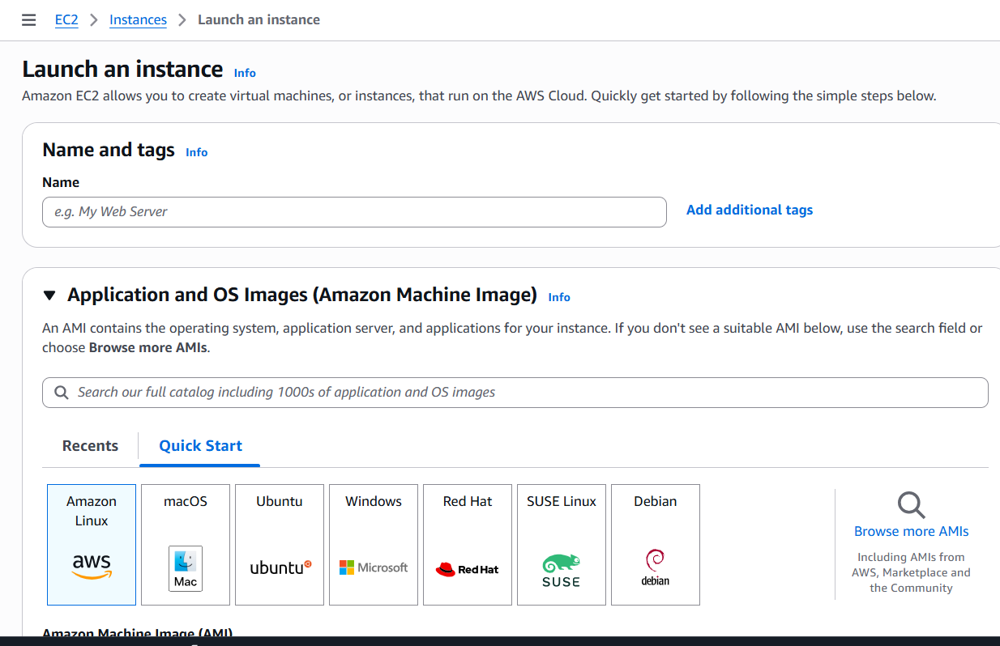 EC2 Instances Launch an instance
Launch an instance Info
Amazon EC2 allows you to create virtual machines, or instances, that run on the AWS Cloud. Quickly get started by following the simple steps below.
Name and tags Info
Name
e.g. My Web Server
Add additional tags
Application and OS Images (Amazon Machine Image) Info
An AMI contains the operating system, application server, and applications for your instance. If you don't see a suitable AMI below, use the search field or
choose Browse more AMIs.
Search our full catalog including 1000s of application and OS images
Recents
Quick Start
Amazon
Linux
aws
macOS
Mac
Ubuntu
ubuntu
Windows
Microsoft
Red Hat
Red Hat
SUSE Linux
SUSE
Debian
debian
Browse more AMIs
Including AMIs from
AWS, Marketplace and
the Community
Amazon Machine Image (AMI)